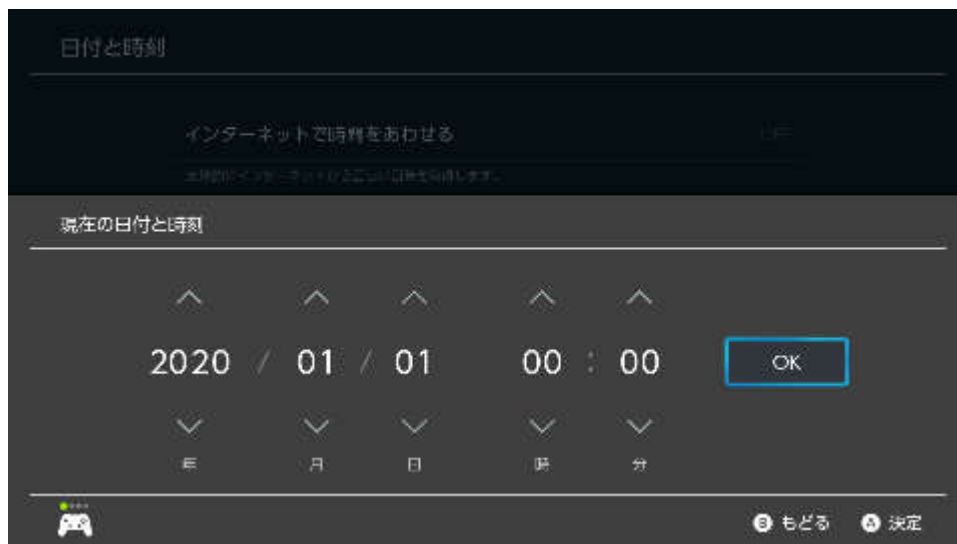 日付と時刻
インターネットで時間をあわせる
現在の日付と時刻
2020 / 01 / 01 00 : 00 OK
年 月 日 時 分
B もどる A 決定